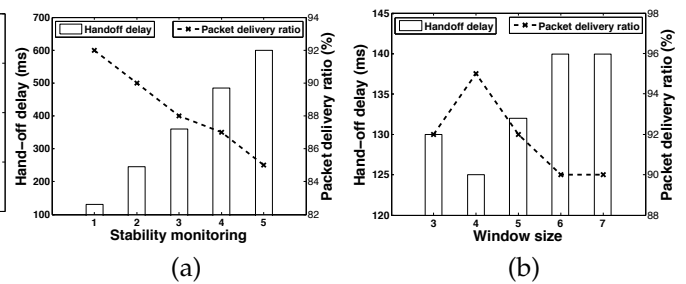 Handoff delay
Packet delivery ratio
700
600
500
400
300
200
100
Hand-off delay (ms)
94
92
90
88
86
84
82
Packet delivery ratio (%)
1 2 3 4 5
Stability monitoring
(a)
Handoff delay
Packet delivery ratio
145
140
135
130
125
120
Hand-off delay (ms)
98
96
94
92
90
88
Packet delivery ratio (%)
3 4 5 6 7
Window size
(b)